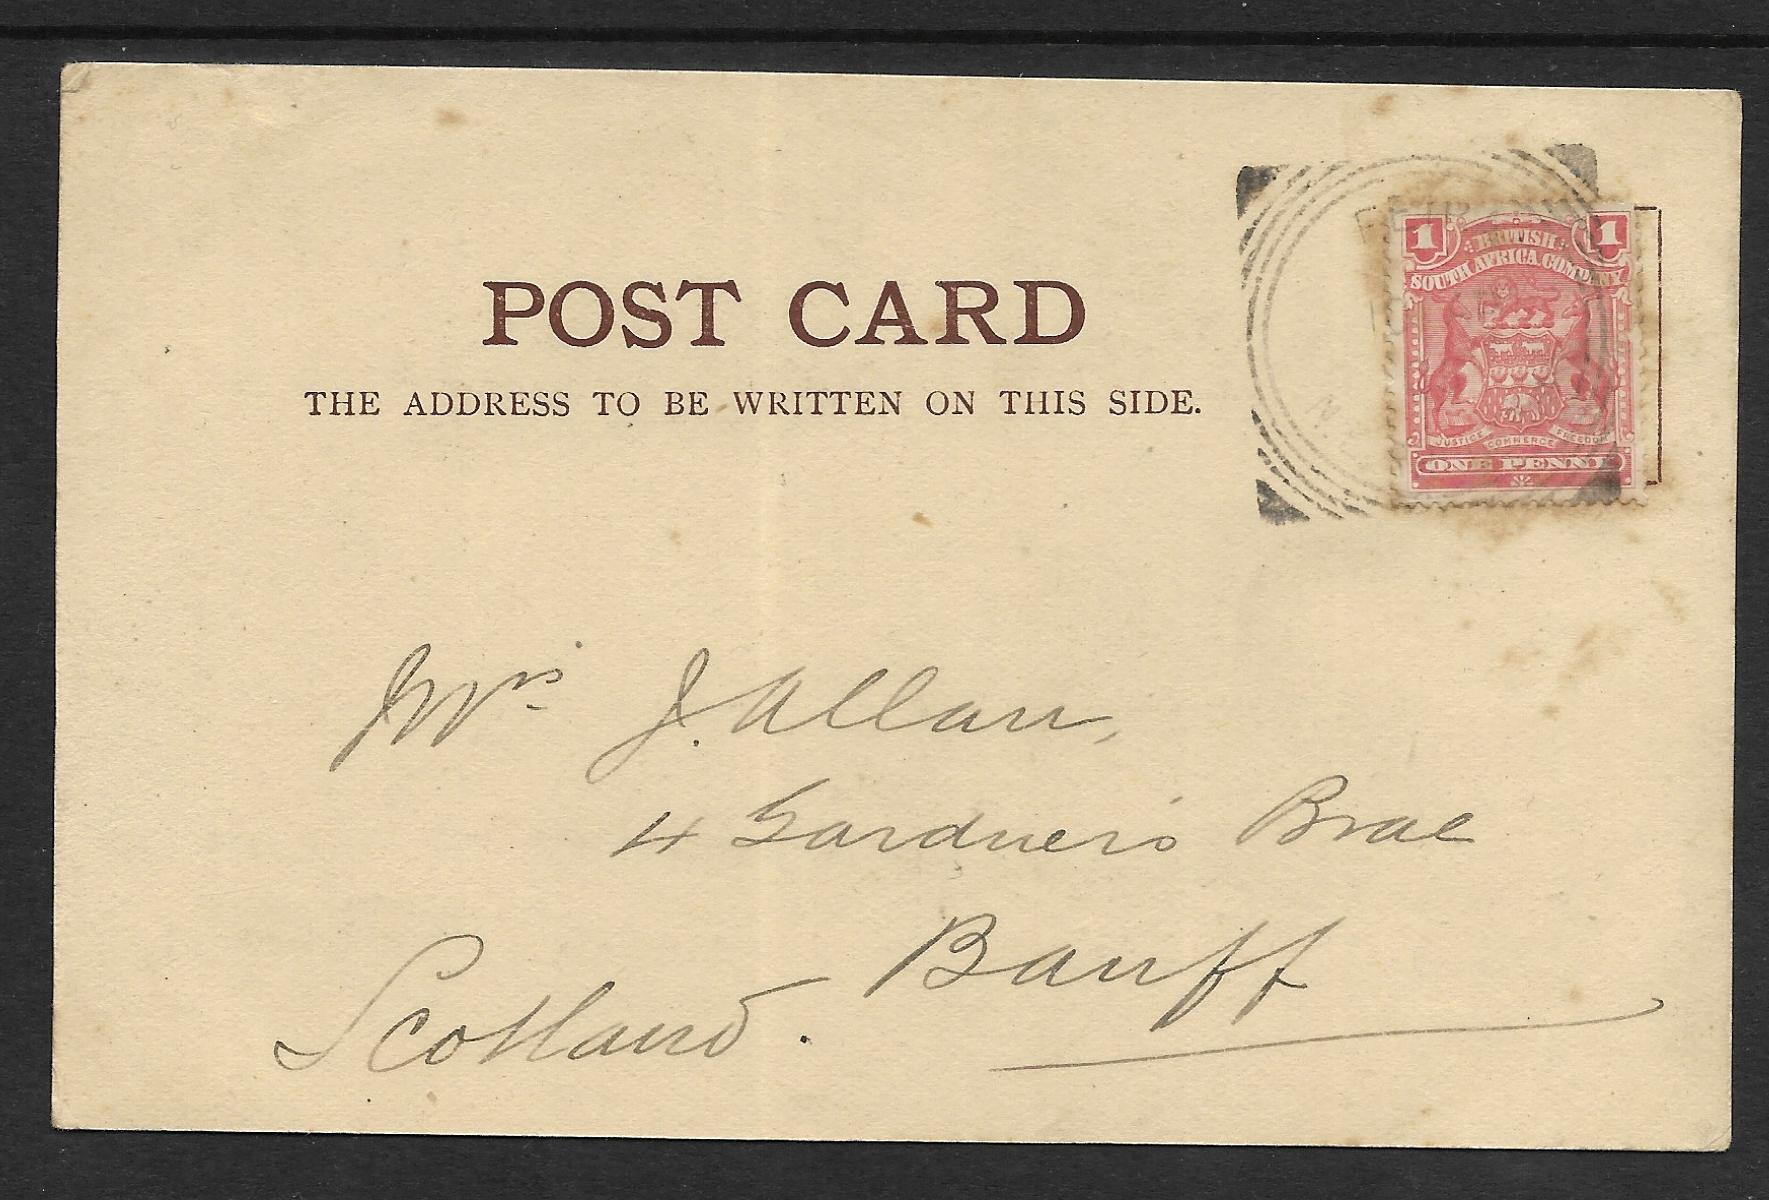 POST CARD
THE ADDRESS TO BE WRITTEN ON THIS SIDE.
1 1
BRITISH
SOUTH AFRICA COMPANY
JUSTICE COMMERCE FREEDOM
ONE PENNY
Mrs J. Allan,
4 Gardner's Brae
Banff
Scotland.